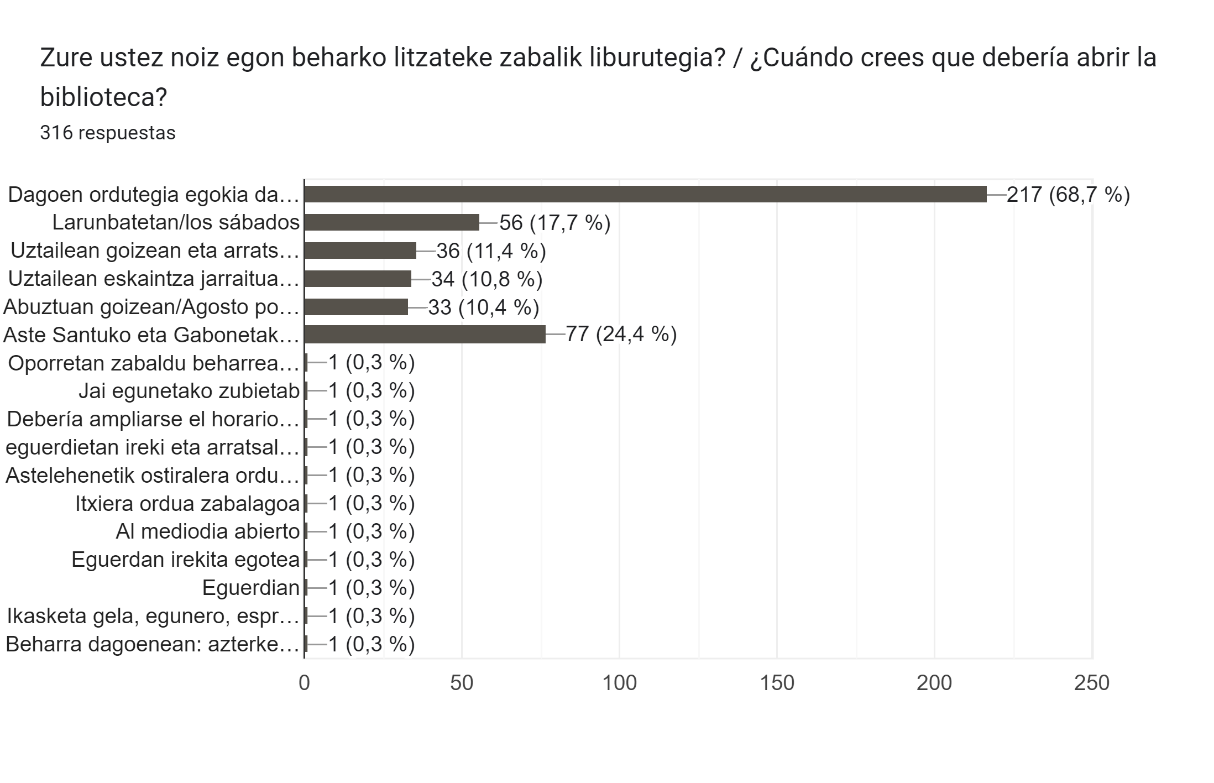 Zure ustez noiz egon beharko litzateke zabalik liburutegia? / ¿Cuándo crees que debería abrir la
biblioteca?
316 respuestas
Dagoen ordutegia egokia da… 217 (68,7 %)
Larunbatetan/los sábados 56 (17,7 %)
Uztailean goizean eta arrats… 36 (11,4 %)
Uztailean eskaintza jarraitua… 34 (10,8 %)
Abuztuan goizean/Agosto po… 33 (10,4 %)
Aste Santuko eta Gabonetak… 77 (24,4 %)
Oporretan zabaldu beharrea… 1 (0,3 %)
Jai egunetako zubietab 1 (0,3 %)
Debería ampliarse el horario… 1 (0,3 %)
eguerdietan ireki eta arratsal… 1 (0,3 %)
Astelehenetik ostiralera ordu… 1 (0,3 %)
Itxiera ordua zabalagoa 1 (0,3 %)
Al mediodia abierto 1 (0,3 %)
Eguerdan irekita egotea 1 (0,3 %)
Eguerdian 1 (0,3 %)
Ikasketa gela, egunero, espr… 1 (0,3 %)
Beharra dagoenean: azterke… 1 (0,3 %)
0 50 100 150 200 250